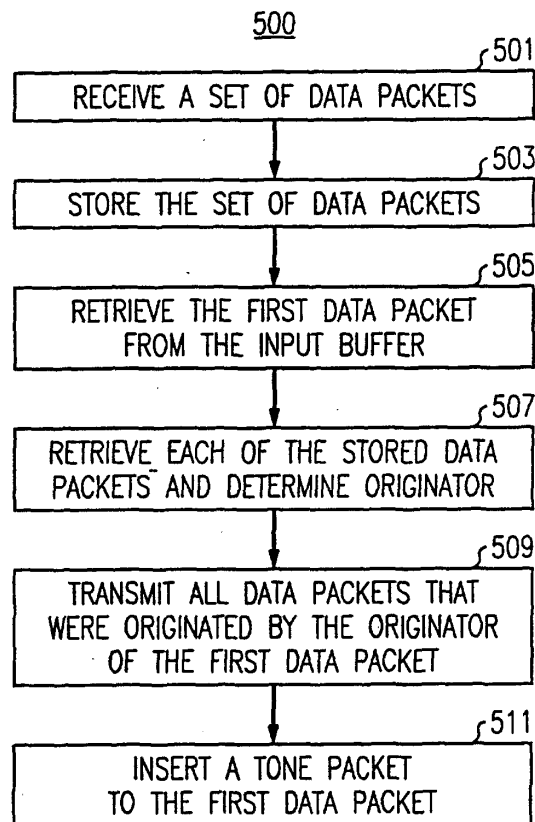 500
501
RECEIVE A SET OF DATA PACKETS
503
STORE THE SET OF DATA PACKETS
505
RETRIEVE THE FIRST DATA PACKET
FROM THE INPUT BUFFER
507
RETRIEVE EACH OF THE STORED DATA
PACKETS AND DETERMINE ORIGINATOR
509
TRANSMIT ALL DATA PACKETS THAT
WERE ORIGINATED BY THE ORIGINATOR
OF THE FIRST DATA PACKET
511
INSERT A TONE PACKET
TO THE FIRST DATA PACKET